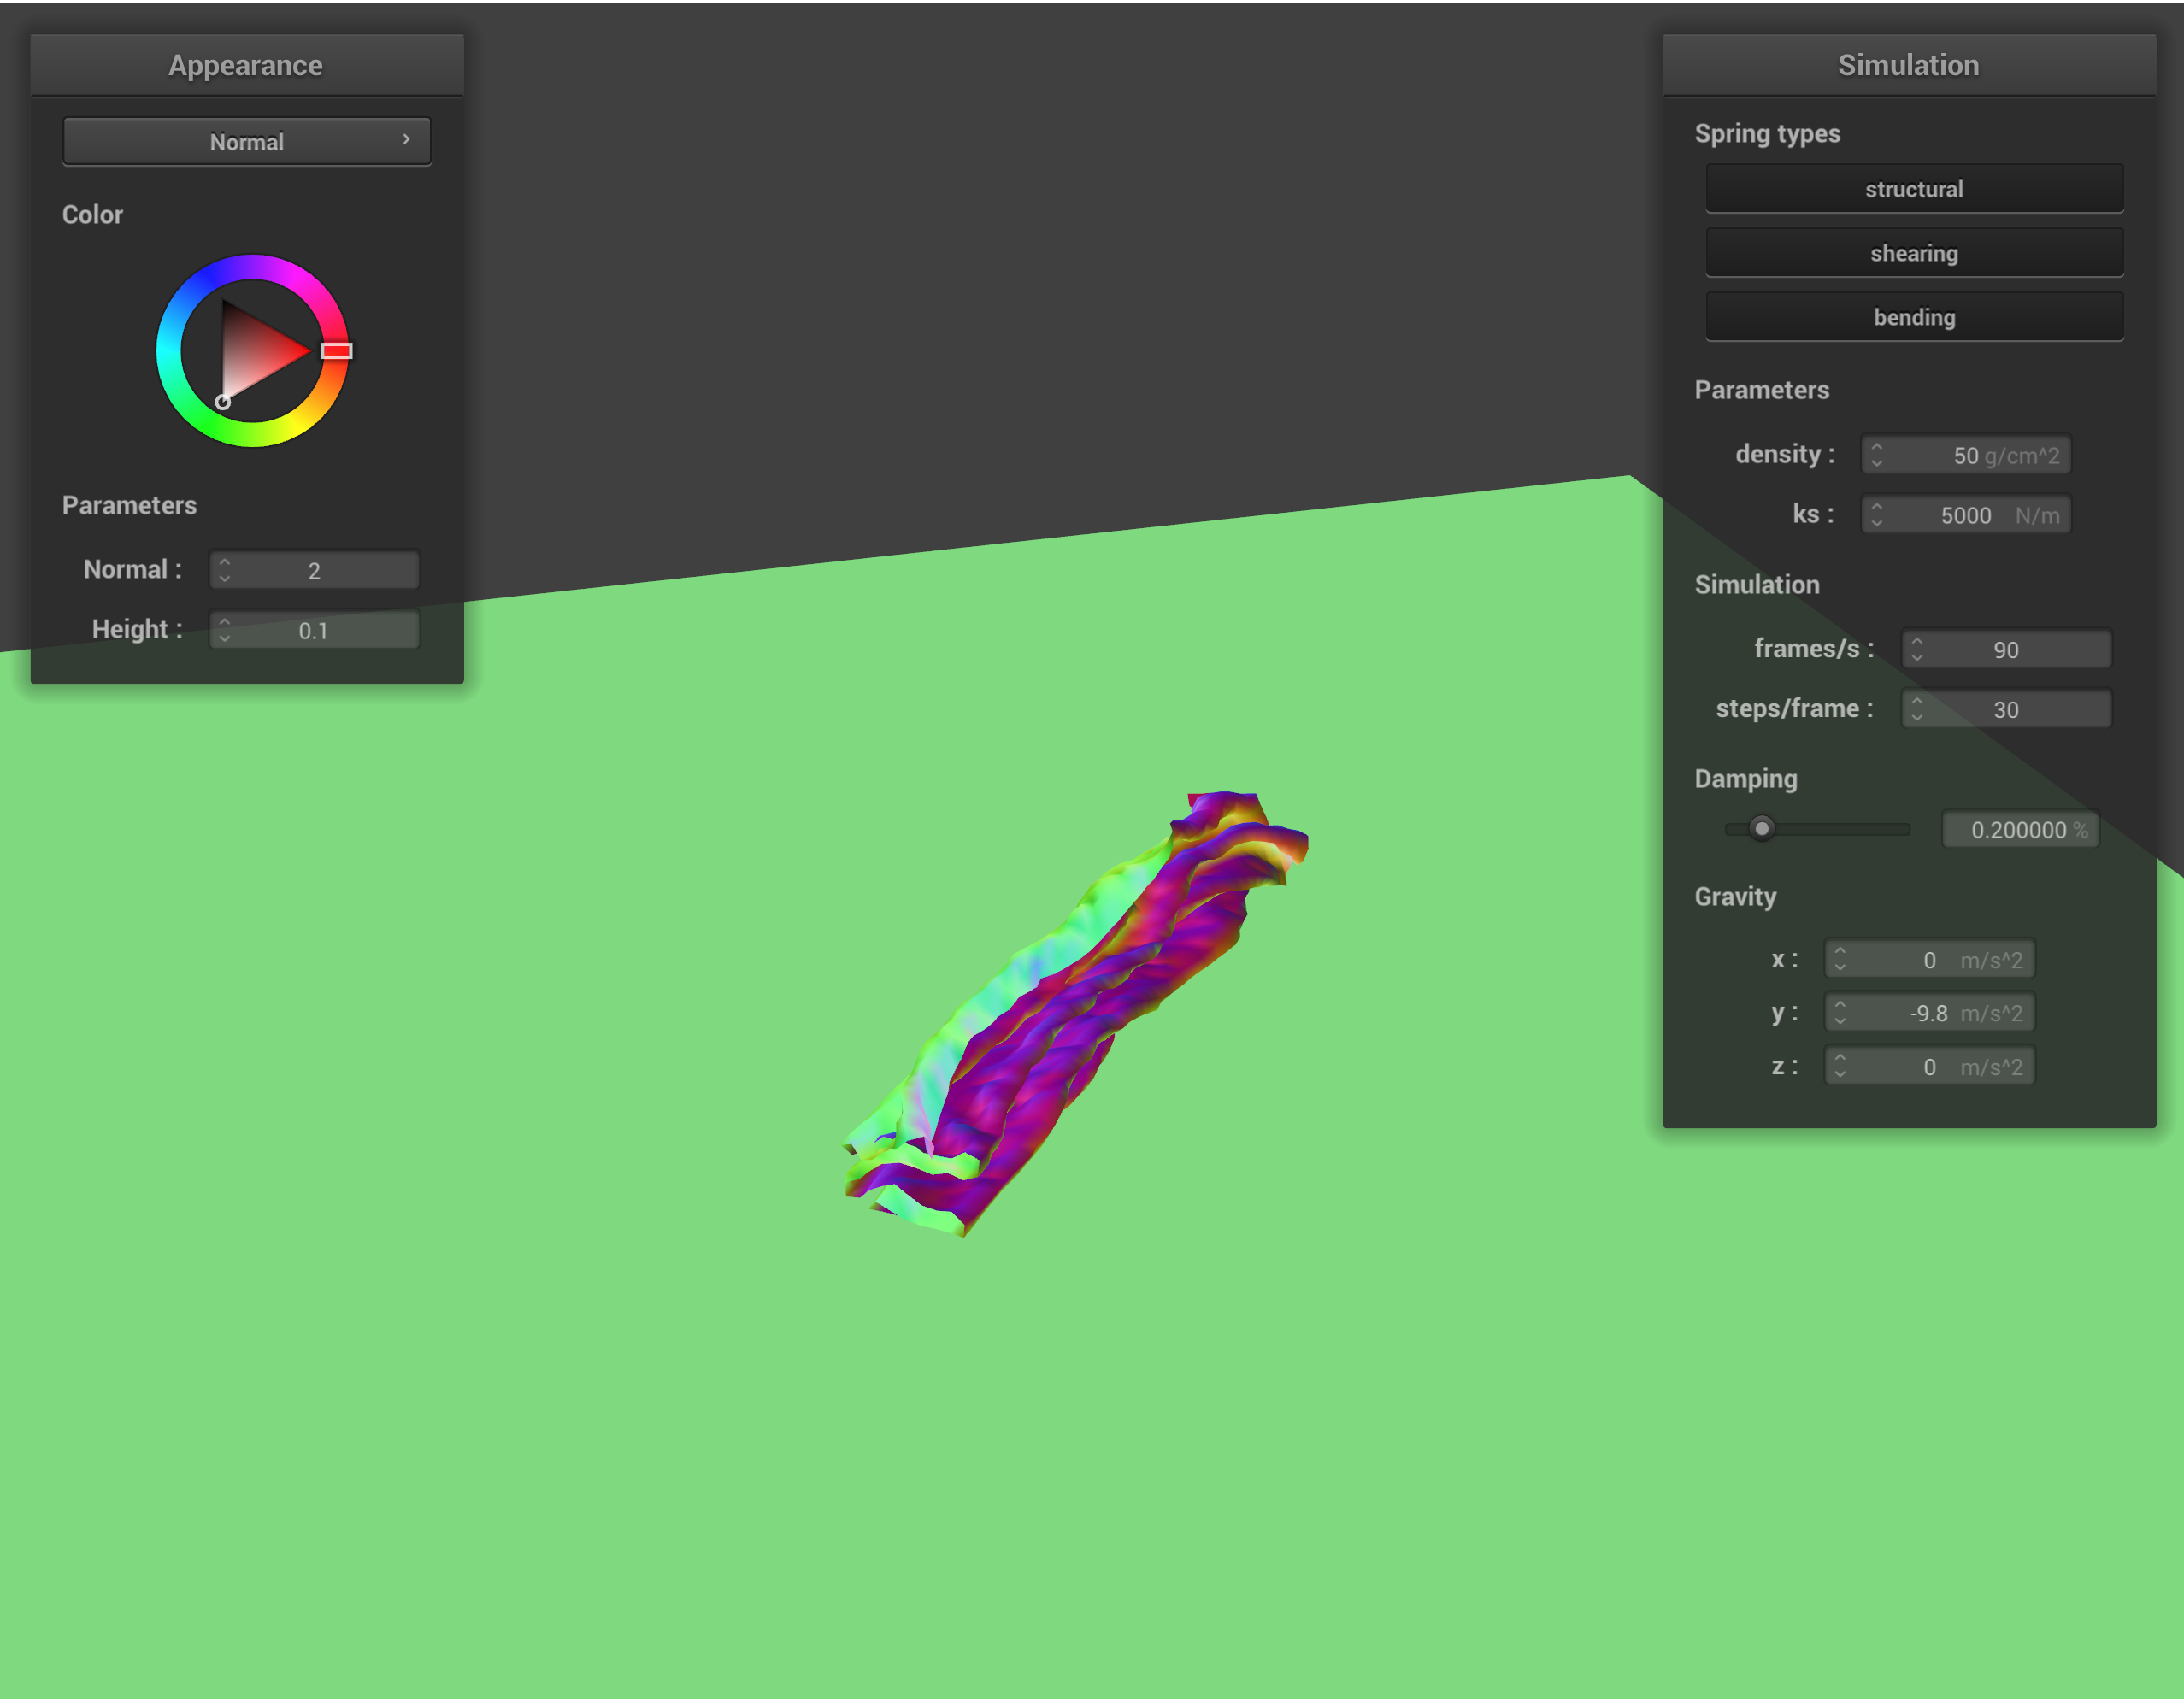 Appearance
Normal
Color
Parameters
Normal : 2
Height : 0.1
Simulation
Spring types
structural
shearing
bending
Parameters
density : 50 g/cm^2
ks : 5000 N/m
Simulation
frames/s : 90
steps/frame : 30
Damping
0.200000 %
Gravity
x : 0 m/s^2
y : -9.8 m/s^2
z : 0 m/s^2